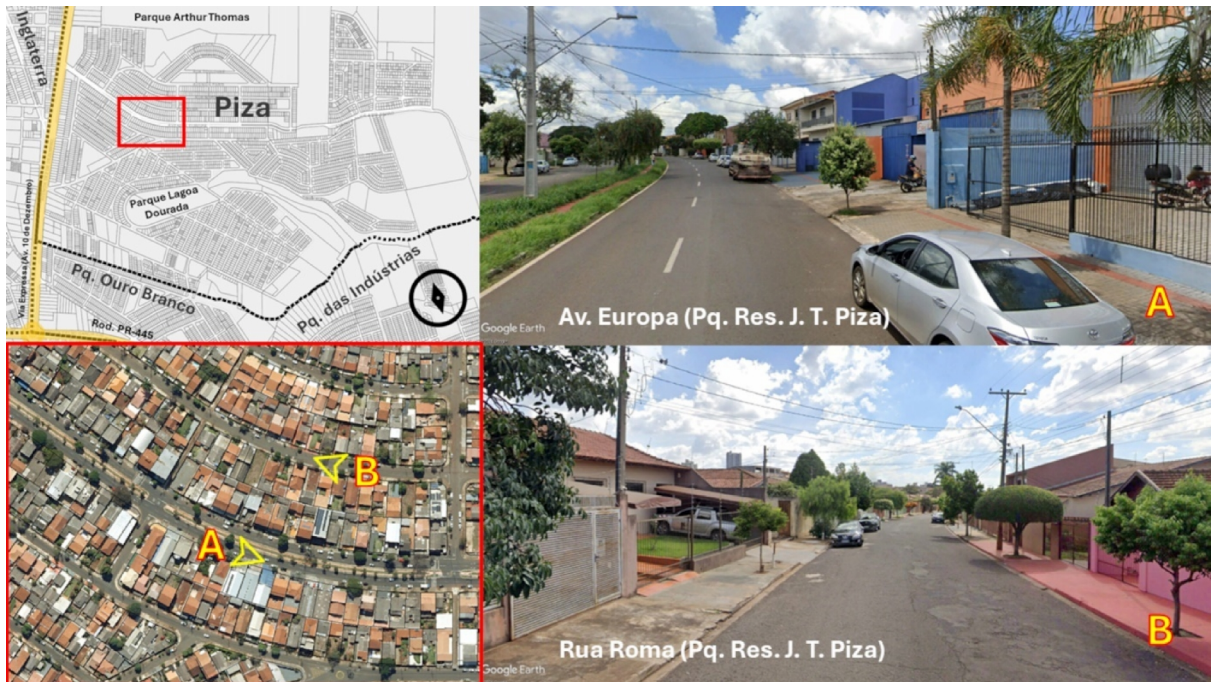 Parque Arthur Thomas
Inglaterra
Piza
Parque Lagoa
Dourada
Via Expressa (Av. 10 de Dezembro)
Pq. Ouro Branco
Pq. das Indústrias
Rod. PR-445
Google Earth
Av. Europa (Pq. Res. J. T. Piza)
A
B
A
Google Earth
Rua Roma (Pq. Res. J. T. Piza)
B